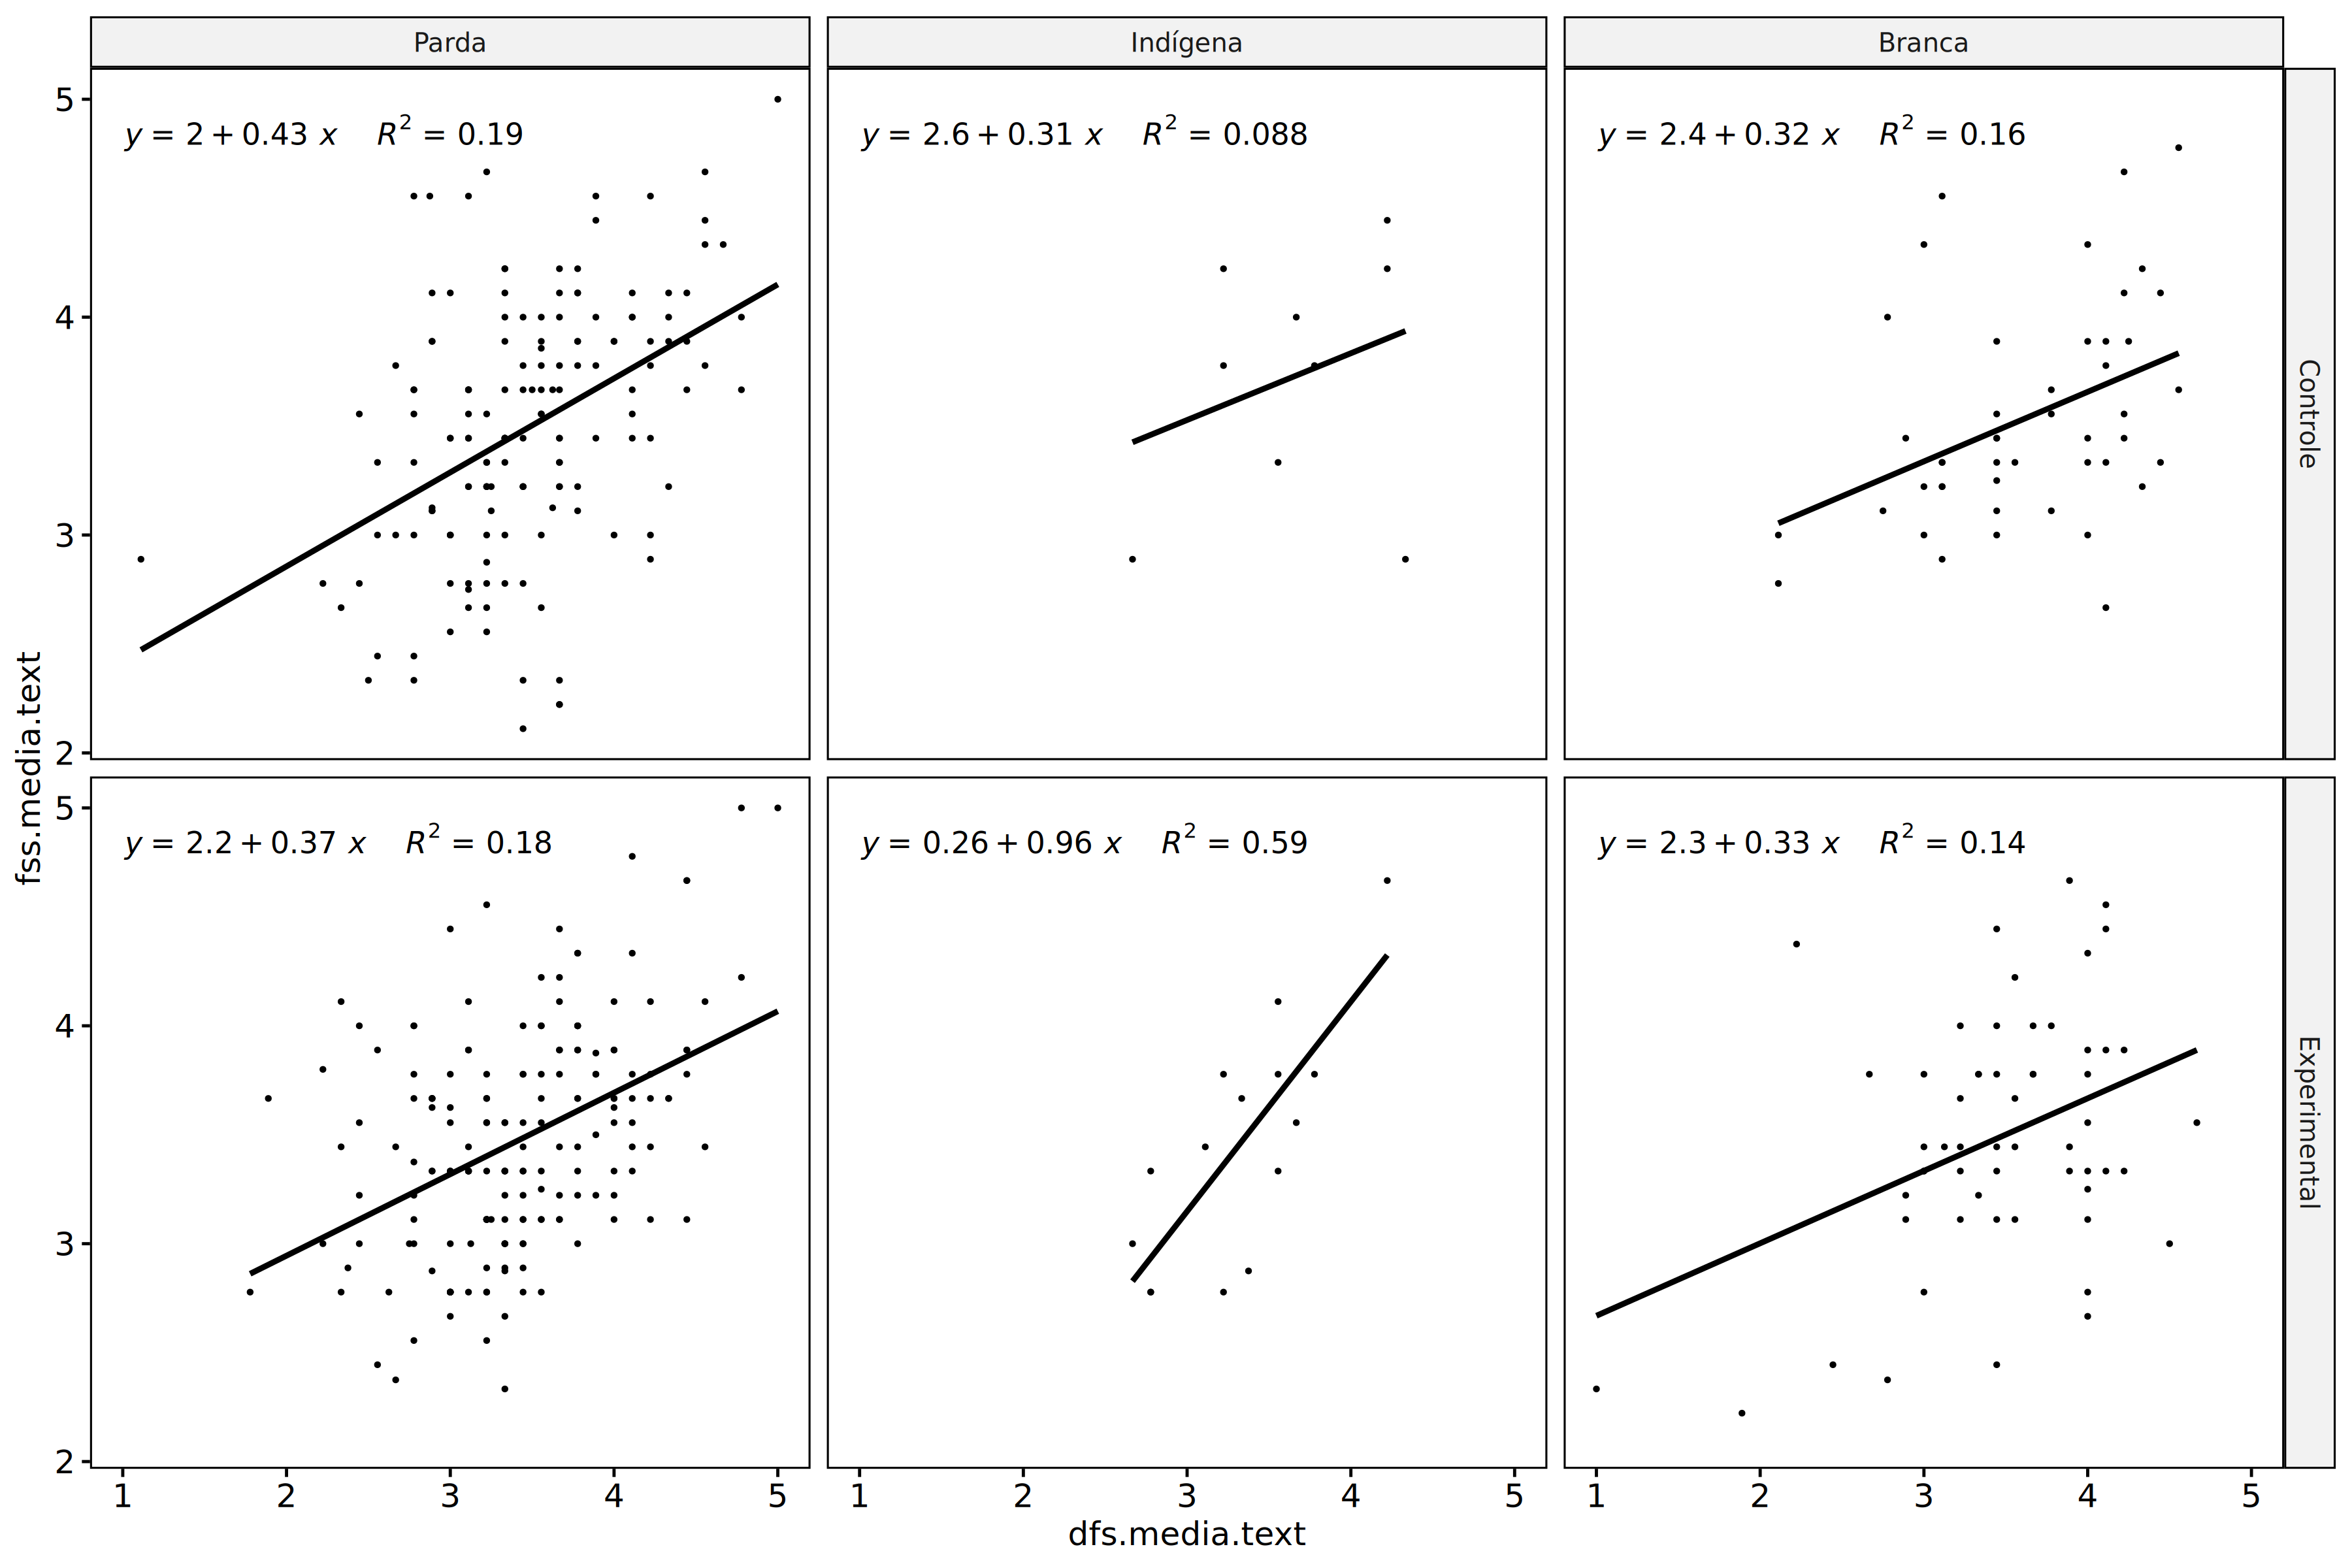 Parda
Indígena
Branca
y = 2 + 0.43 x R² = 0.19
y = 2.6 + 0.31 x R² = 0.088
y = 2.4 + 0.32 x R² = 0.16
Controle
5
4
3
2
y = 2.2 + 0.37 x R² = 0.18
y = 0.26 + 0.96 x R² = 0.59
y = 2.3 + 0.33 x R² = 0.14
Experimental
5
4
3
2
fss.media.text
1 2 3 4 5
1 2 3 4 5
1 2 3 4 5
dfs.media.text